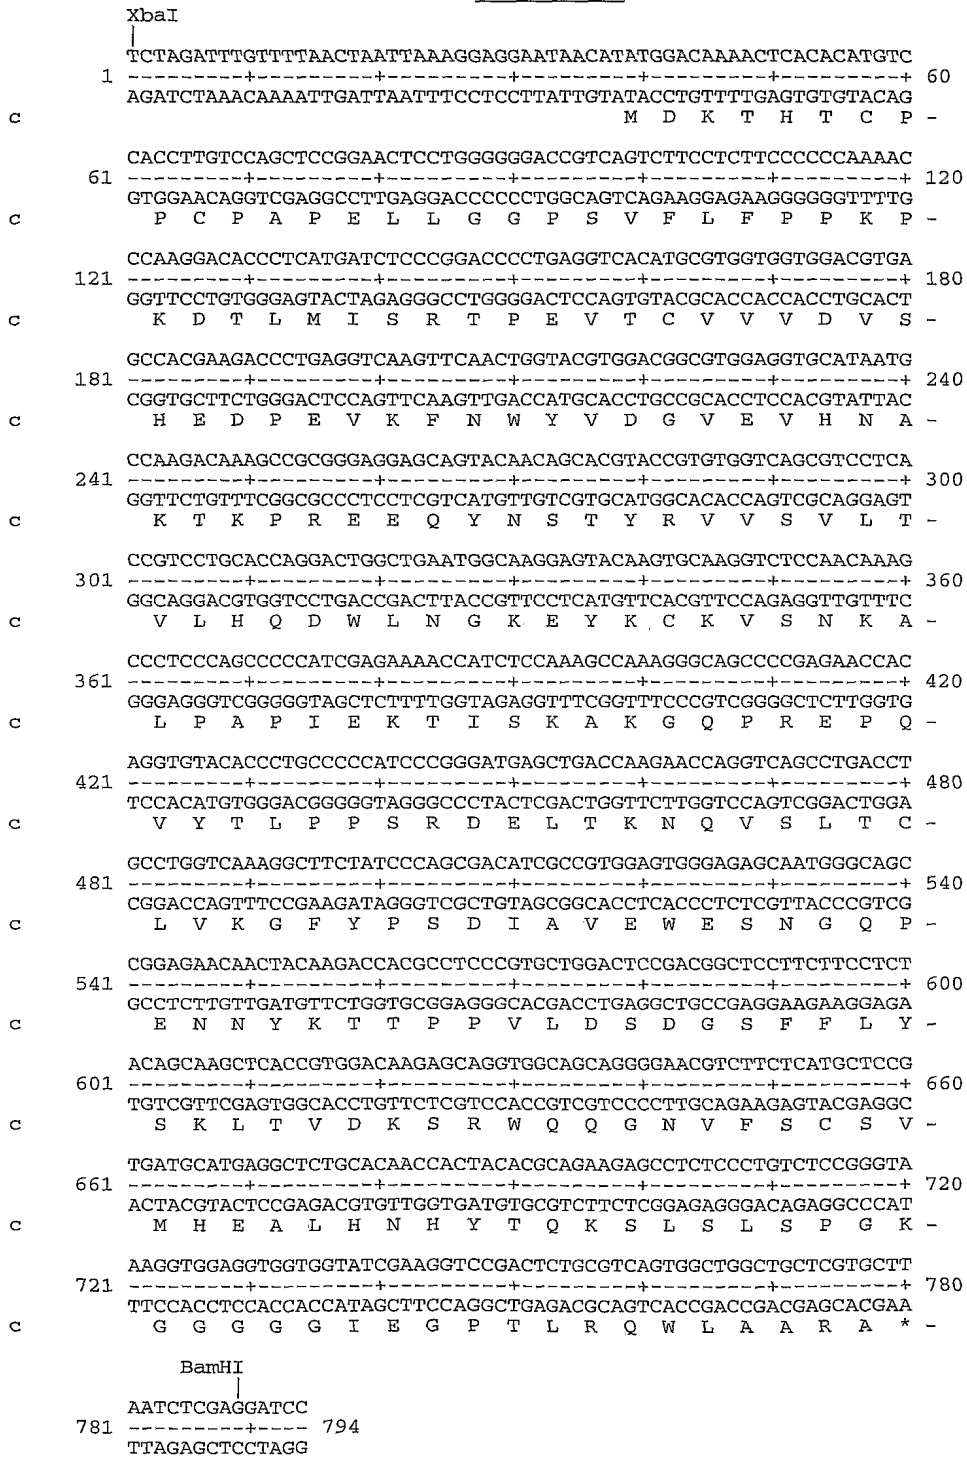 XbaI
|
TCTAGATTTGTTTTAACTAATTAAAGGAGGAATAACATATGGACAAAACTCACACATGTC
1 ---------+---------+---------+---------+---------+---------+ 60
AGATCTAAACAAAATTGATTAATTTCCTCCTTATTGTATACCTGTTTTGAGTGTGTACAG
c M D K T H T C P -
CACCTTGTCCAGCTCCGGAACTCCTGGGGGGACCGTCAGTCTTCCTCTTCCCCCCAAAAC
61 ---------+---------+---------+---------+---------+---------+ 120
GTGGAACAGGTCGAGGCCTTGAGGACCCCCCTGGCAGTCAGAAGGAGAAGGGGGGTTTTG
c P C P A P E L L G G P S V F L F P P K P -
CCAAGGACACCCTCATGATCTCCCGGACCCCTGAGGTCACATGCGTGGTGGTGGACGTGA
121 ---------+---------+---------+---------+---------+---------+ 180
GGTTCCTGTGGGAGTACTAGAGGGCCTGGGGACTCCAGTGTACGCACCACCACCTGCACT
c K D T L M I S R T P E V T C V V V D V S -
GCCACGAAGACCCTGAGGTCAAGTTCAACTGGTACGTGGACGGCGTGGAGGTGCATAATG
181 ---------+---------+---------+---------+---------+---------+ 240
CGGTGCTTCTGGGACTCCAGTTCAAGTTGACCATGCACCTGCCGCACCTCCACGTATTAC
c H E D P E V K F N W Y V D G V E V H N A -
CCAAGACAAAGCCGCGGGAGGAGCAGTACAACAGCACGTACCGTGTGGTCAGCGTCCTCA
241 ---------+---------+---------+---------+---------+---------+ 300
GGTTCTGTTTCGGCGCCCTCCTCGTCATGTTGTCGTGCATGGCACACCAGTCGCAGGAGT
c K T K P R E E Q Y N S T Y R V V S V L T -
CCGTCCTGCACCAGGACTGGCTGAATGGCAAGGAGTACAAGTGCAAGGTCTCCAACAAAG
301 ---------+---------+---------+---------+---------+---------+ 360
GGCAGGACGTGGTCCTGACCGACTTACCGTTCCTCATGTTCACGTTCCAGAGGTTGTTTC
c V L H Q D W L N G K E Y K C K V S N K A -
CCCTCCCAGCCCCCATCGAGAAAACCATCTCCAAAGCCAAAGGGCAGCCCCGAGAACCAC
361 ---------+---------+---------+---------+---------+---------+ 420
GGGAGGGTCGGGGGTAGCTCTTTTGGTAGAGGTTTCGGTTTCCCGTCGGGGCTCTTGGTG
c L P A P I E K T I S K A K G Q P R E P Q -
AGGTGTACACCCTGCCCCCATCCCGGGATGAGCTGACCAAGAACCAGGTCAGCCTGACCT
421 ---------+---------+---------+---------+---------+---------+ 480
TCCACATGTGGGACGGGGGTAGGGCCCTACTCGACTGGTTCTTGGTCCAGTCGGACTGGA
c V Y T L P P S R D E L T K N Q V S L T C -
GCCTGGTCAAAGGCTTCTATCCCAGCGACATCGCCGTGGAGTGGGAGAGCAATGGGCAGC
481 ---------+---------+---------+---------+---------+---------+ 540
CGGACCAGTTTCCGAAGATAGGGTCGCTGTAGCGGCACCTCACCCTCTCGTTACCCGTCG
c L V K G F Y P S D I A V E W E S N G Q P -
CGGAGAACAACTACAAGACCACGCCTCCCGTGCTGGACTCCGACGGCTCCTTCTTCCTCT
541 ---------+---------+---------+---------+---------+---------+ 600
GCCTCTTGTTGATGTTCTGGTGCGGAGGGCACGACCTGAGGCTGCCGAGGAAGAAGGAGA
c E N N Y K T T P P V L D S D G S F F L Y -
ACAGCAAGCTCACCGTGGACAAGAGCAGGTGGCAGCAGGGGAACGTCTTCTCATGCTCCG
601 ---------+---------+---------+---------+---------+---------+ 660
TGTCGTTCGAGTGGCACCTGTTCTCGTCCACCGTCGTCCCCTTGCAGAAGAGTACGAGGC
c S K L T V D K S R W Q Q G N V F S C S V -
TGATGCATGAGGCTCTGCACAACCACTACACGCAGAAGAGCCTCTCCCTGTCTCCGGGTA
661 ---------+---------+---------+---------+---------+---------+ 720
ACTACGTACTCCGAGACGTGTTGGTGATGTGCGTCTTCTCGGAGAGGGACAGAGGCCCAT
c M H E A L H N H Y T Q K S L S L S P G K -
AAGGTGGAGGTGGTGGTATCGAAGGTCCGACTCTGCGTCAGTGGCTGGCTGCTCGTGCTT
721 ---------+---------+---------+---------+---------+---------+ 780
TTCCACCTCCACCACCATAGCTTCCAGGCTGAGACGCAGTCACCGACCGACGAGCACGAA
c G G G G G I E G P T L R Q W L A A R A * -
BamHI
|
AATCTCGAGGATCC
781 ---------+---- 794
TTAGAGCTCCTAGG